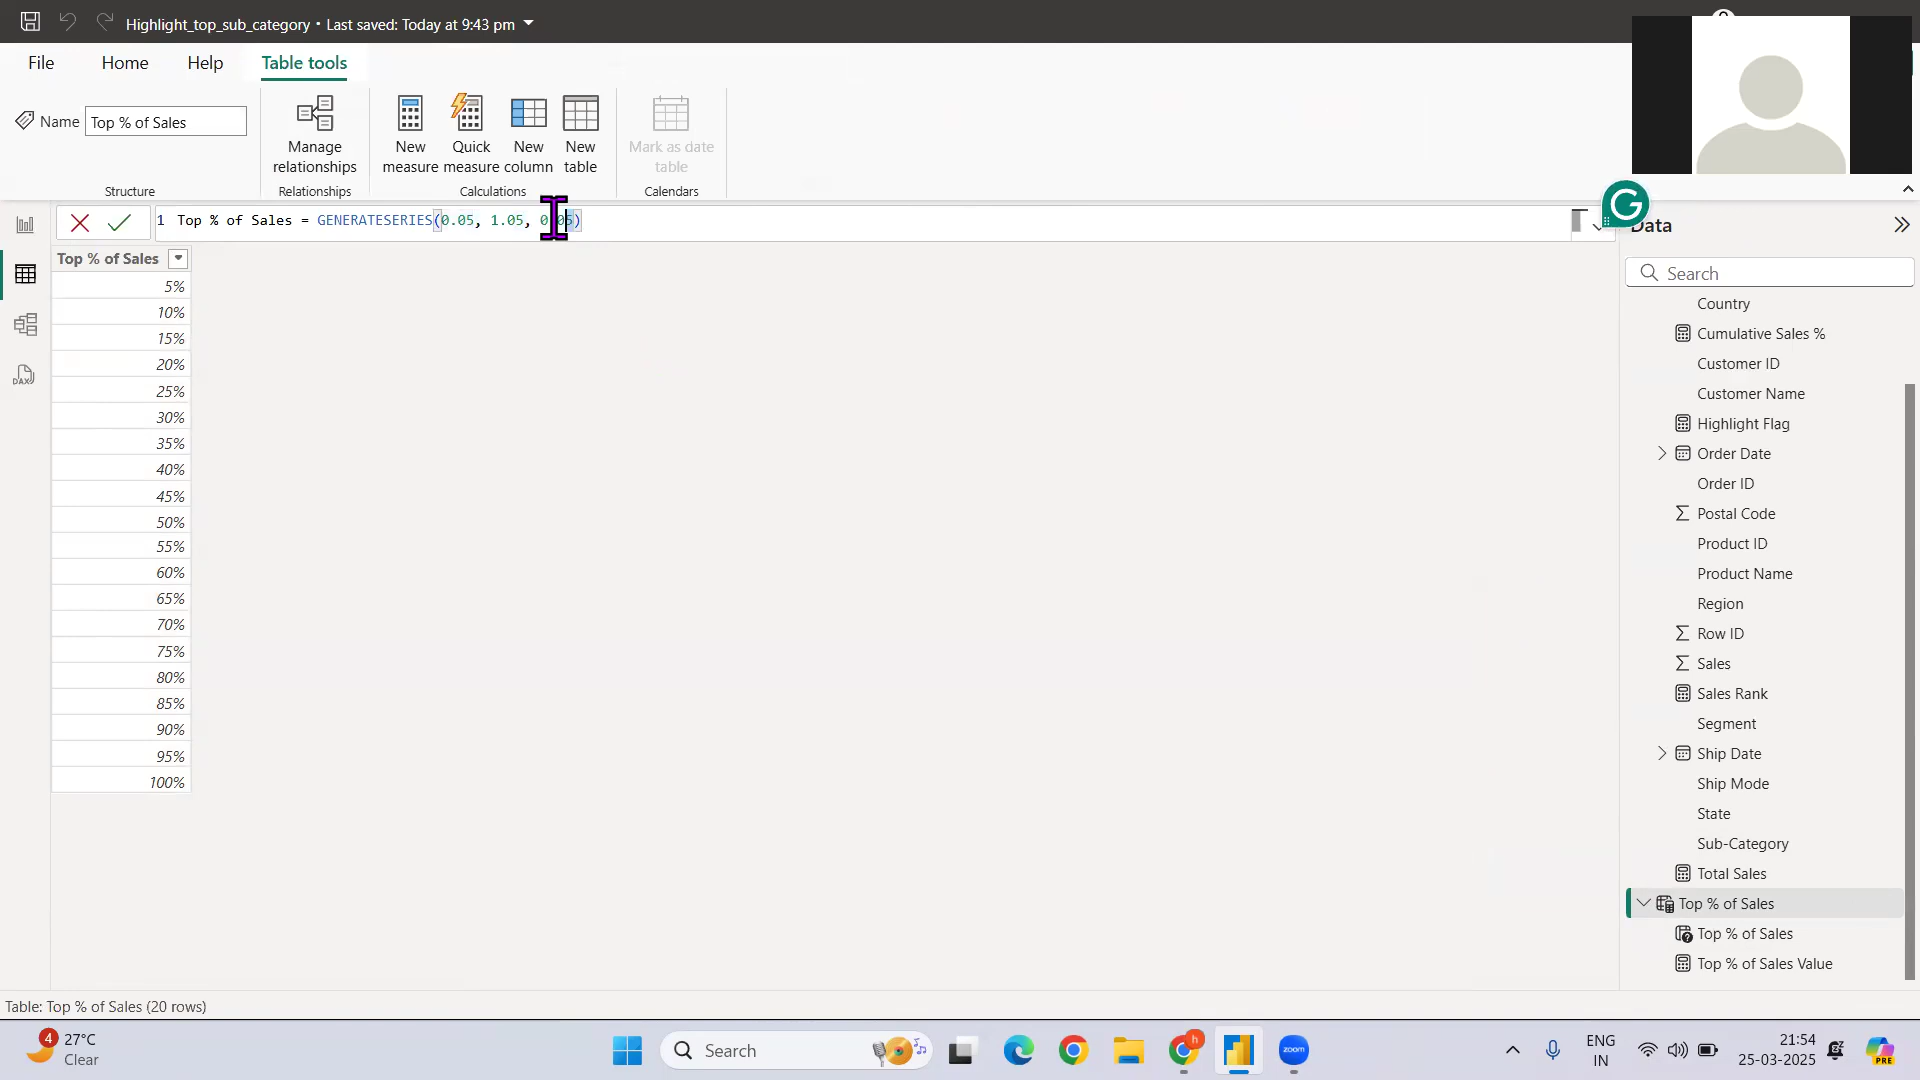 Highlight_top_sub_category • Last saved: Today at 9:43 pm
File Home Help Table tools
Name Top % of Sales
Manage relationships
New measure
Quick measure
New column
New table
Mark as date table
Structure Relationships Calculations Calendars
1 Top % of Sales = GENERATESERIES(0.05, 1.05, 0.05)
Top % of Sales
5%
10%
15%
20%
25%
30%
35%
40%
45%
50%
55%
60%
65%
70%
75%
80%
85%
90%
95%
100%
Data
Search
Country
Cumulative Sales %
Customer ID
Customer Name
Highlight Flag
Order Date
Order ID
Postal Code
Product ID
Product Name
Region
Row ID
Sales
Sales Rank
Segment
Ship Date
Ship Mode
State
Sub-Category
Total Sales
Top % of Sales
Top % of Sales
Top % of Sales Value
DAX
G
Table: Top % of Sales (20 rows)
4
27°C
Clear
Search
h
zoom
ENG
IN
21:54
25-03-2025
PRE